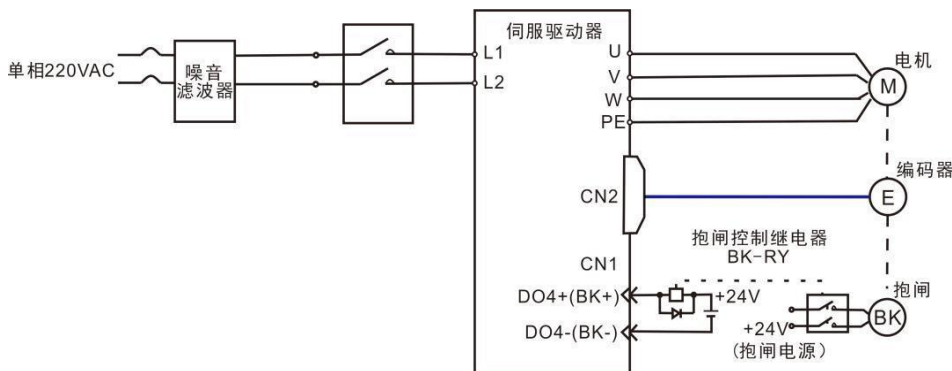 伺服驱动器
单相220VAC
噪音
滤波器
L1
L2
U
V
W
PE
电机
M
编码器
E
CN2
抱闸控制继电器
BK-RY
CN1
DO4+(BK+)
+24V
DO4-(BK-)
抱闸
BK
+24V
(抱闸电源)